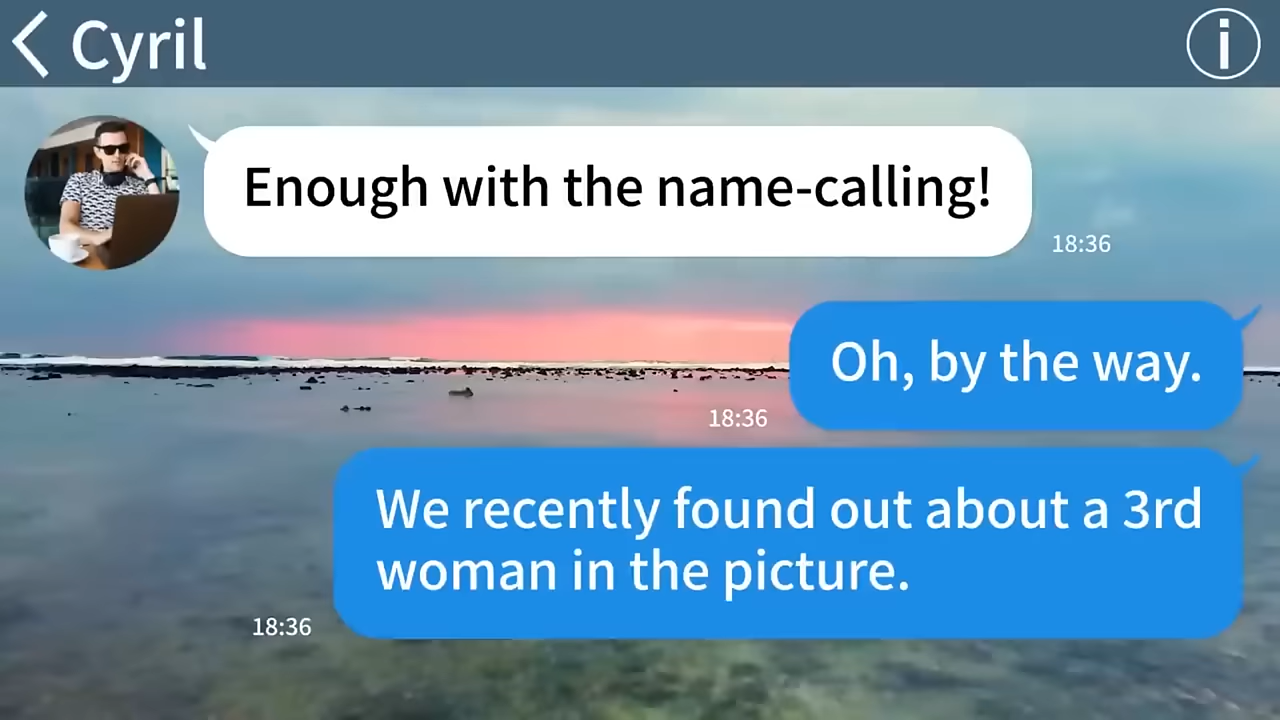 Cyril
Enough with the name-calling!
18:36
Oh, by the way.
18:36
We recently found out about a 3rd
woman in the picture.
18:36